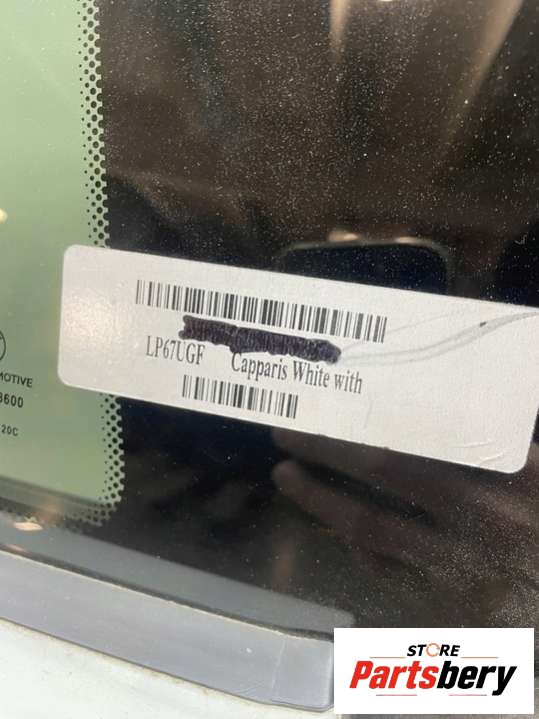 LP67UGF Capparis White with
MOTIVE
3600
20C
STORE
Partsbery